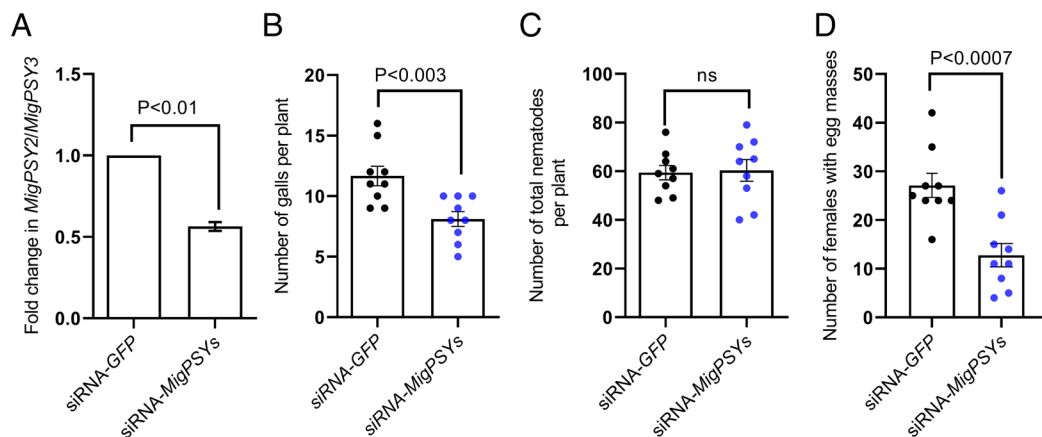 A
Fold change in MigPSY2/MigPSY3
1.5
1.0
0.5
0.0
P<0.01
siRNA-GFP
siRNA-MigPSYs
B
Number of galls per plant
20
15
10
5
0
P<0.003
siRNA-GFP
siRNA-MigPSYs
C
Number of total nematodes
per plant
100
80
60
40
20
0
ns
siRNA-GFP
siRNA-MigPSYs
D
Number of females with egg masses
50
40
30
20
10
0
P<0.0007
siRNA-GFP
siRNA-MigPSYs